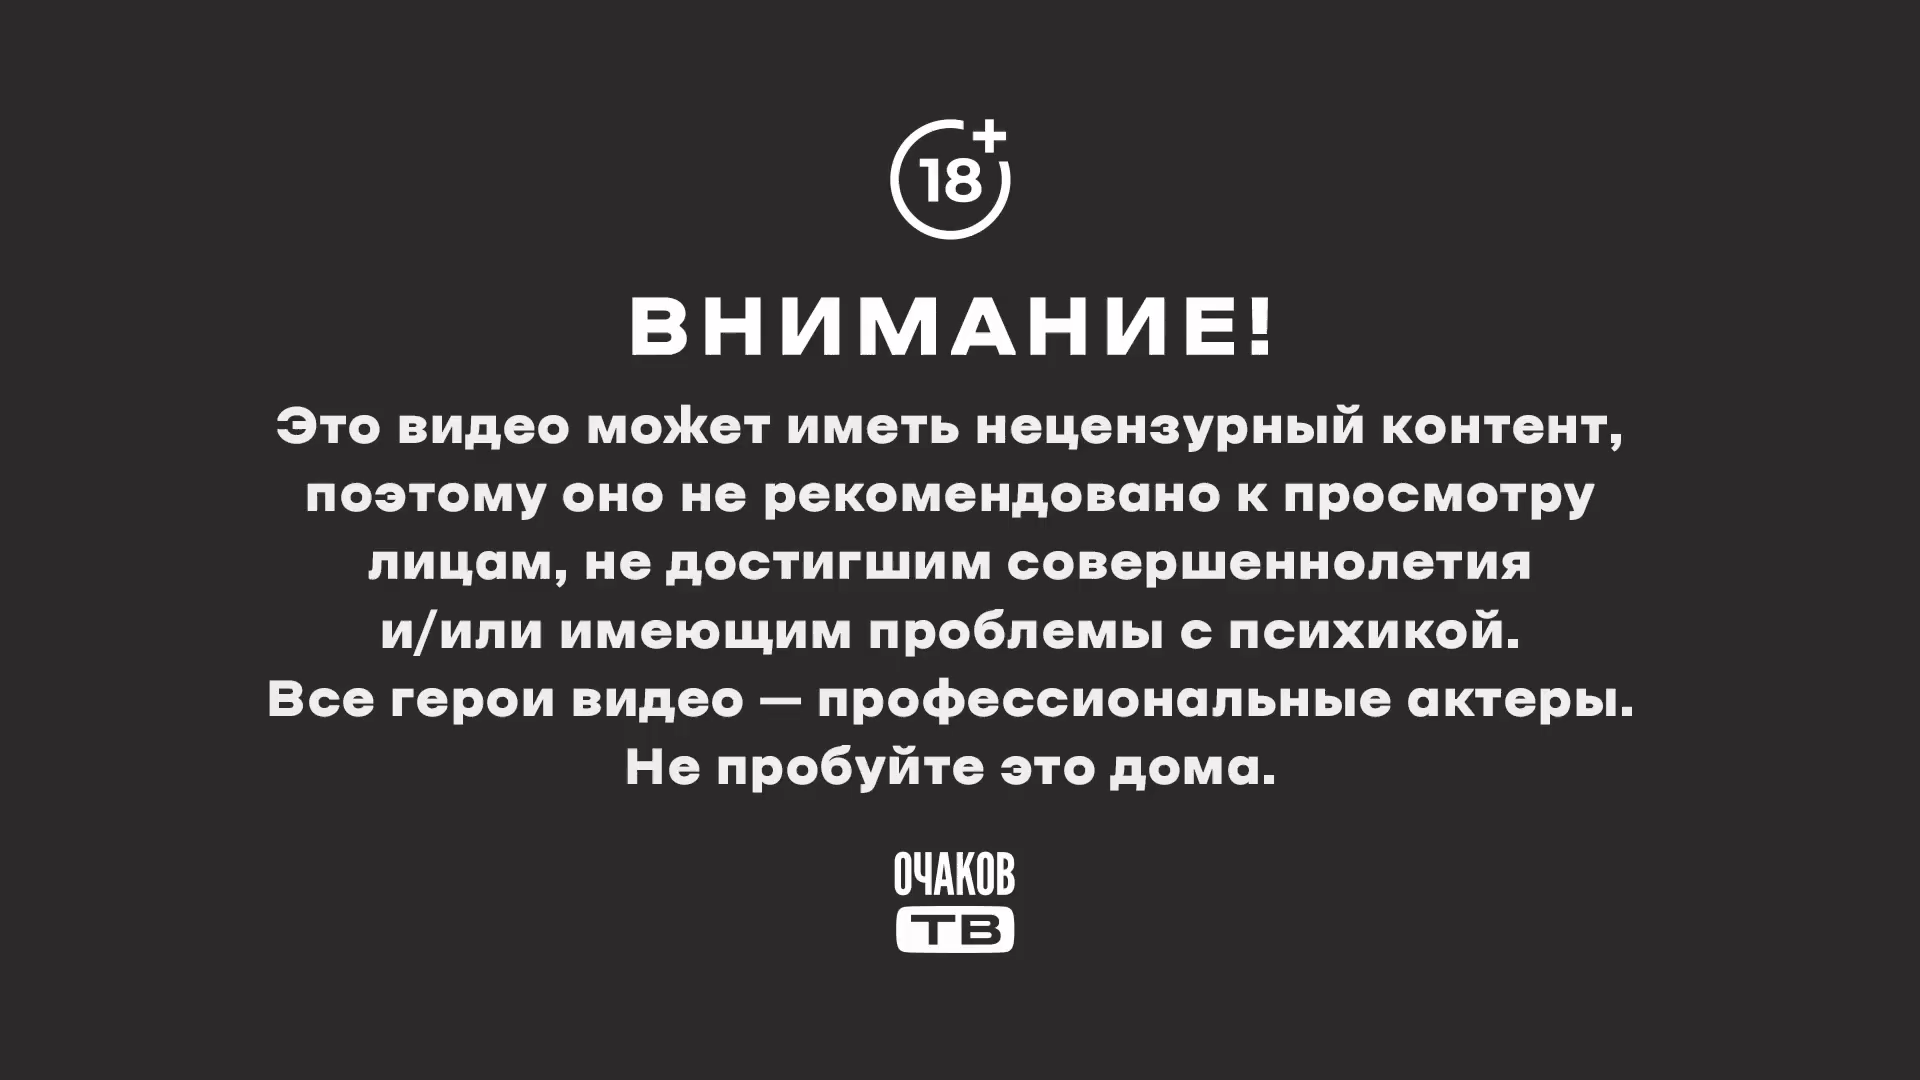 18+
ВНИМАНИЕ!
Это видео может иметь нецензурный контент,
поэтому оно не рекомендовано к просмотру
лицам, не достигшим совершеннолетия
и/или имеющим проблемы с психикой.
Все герои видео — профессиональные актеры.
Не пробуйте это дома.
ОЧАКОВ
ТВ